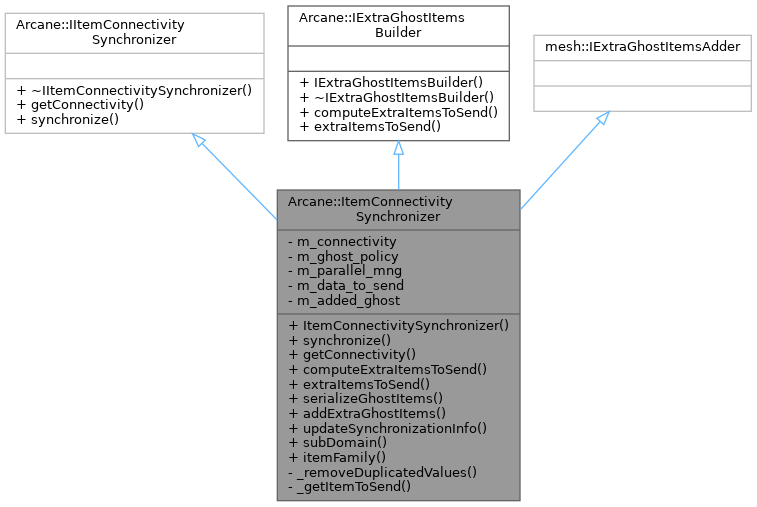 Arcane::IItemConnectivity
Synchronizer
+ ~IItemConnectivitySynchronizer()
+ getConnectivity()
+ synchronize()
Arcane::IExtraGhostItems
Builder
+ IExtraGhostItemsBuilder()
+ ~IExtraGhostItemsBuilder()
+ computeExtraItemsToSend()
+ extraItemsToSend()
mesh::IExtraGhostItemsAdder
Arcane::ItemConnectivity
Synchronizer
- m_connectivity
- m_ghost_policy
- m_parallel_mng
- m_data_to_send
- m_added_ghost
+ ItemConnectivitySynchronizer()
+ synchronize()
+ getConnectivity()
+ computeExtraItemsToSend()
+ extraItemsToSend()
+ serializeGhostItems()
+ addExtraGhostItems()
+ updateSynchronizationInfo()
+ subDomain()
+ itemFamily()
- _removeDuplicatedValues()
- _getItemToSend()